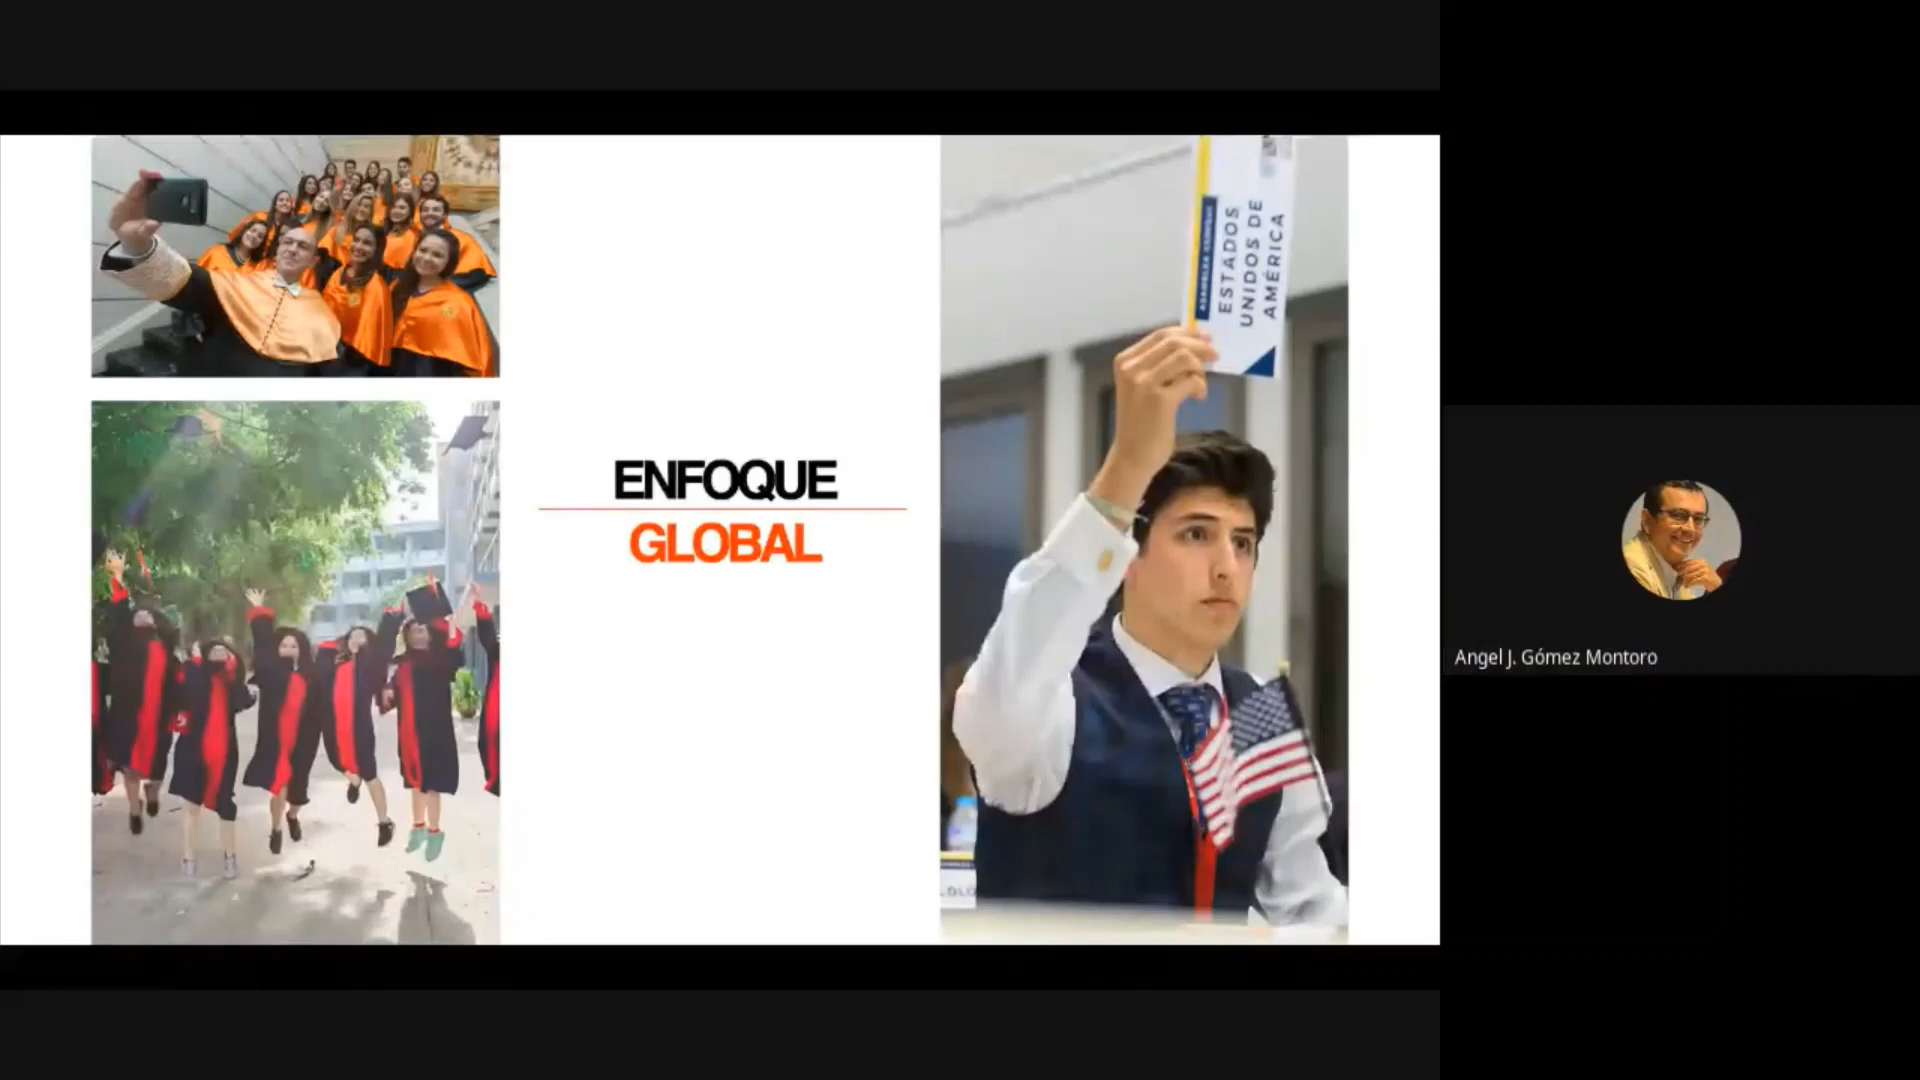 ENFOQUE
GLOBAL
ESTADOS
UNIDOS DE
AMÉRICA
Angel J. Gómez Montoro